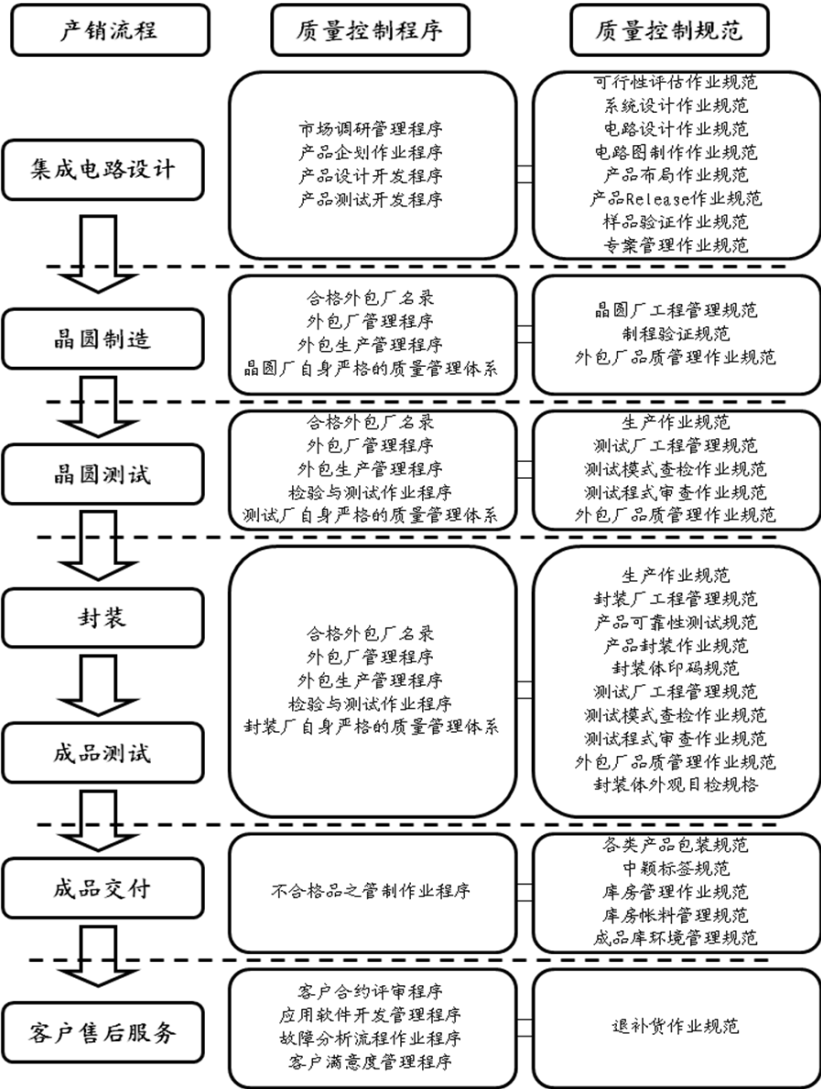 产销流程
质量控制程序
质量控制规范
集成电路设计
市场调研管理程序
产品企划作业程序
产品设计开发程序
产品测试开发程序
可行性评估作业规范
系统设计作业规范
电路设计作业规范
电路图制作作业规范
产品布局作业规范
产品Release作业规范
样品验证作业规范
专案管理作业规范
晶圆制造
合格外包厂名录
外包厂管理程序
外包生产管理程序
晶圆厂自身严格的质量管理体系
晶圆厂工程管理规范
制程验证规范
外包厂品质管理作业规范
晶圆测试
合格外包厂名录
外包厂管理程序
外包生产管理程序
检验与测试作业程序
测试厂自身严格的质量管理体系
生产作业规范
测试厂工程管理规范
测试模式查检作业规范
测试程式审查作业规范
外包厂品质管理作业规范
封装
成品测试
合格外包厂名录
外包厂管理程序
外包生产管理程序
检验与测试作业程序
封装厂自身严格的质量管理体系
生产作业规范
封装厂工程管理规范
产品可靠性测试规范
产品封装作业规范
封装体印码规范
测试厂工程管理规范
测试模式查检作业规范
测试程式审查作业规范
外包厂品质管理作业规范
封装体外观目检规格
成品交付
不合格品之管制作业程序
各类产品包装规范
中颖标签规范
库房管理作业规范
库房帐料管理规范
成品库环境管理规范
客户售后服务
客户合约评审程序
应用软件开发管理程序
故障分析流程作业程序
客户满意度管理程序
退补货作业规范